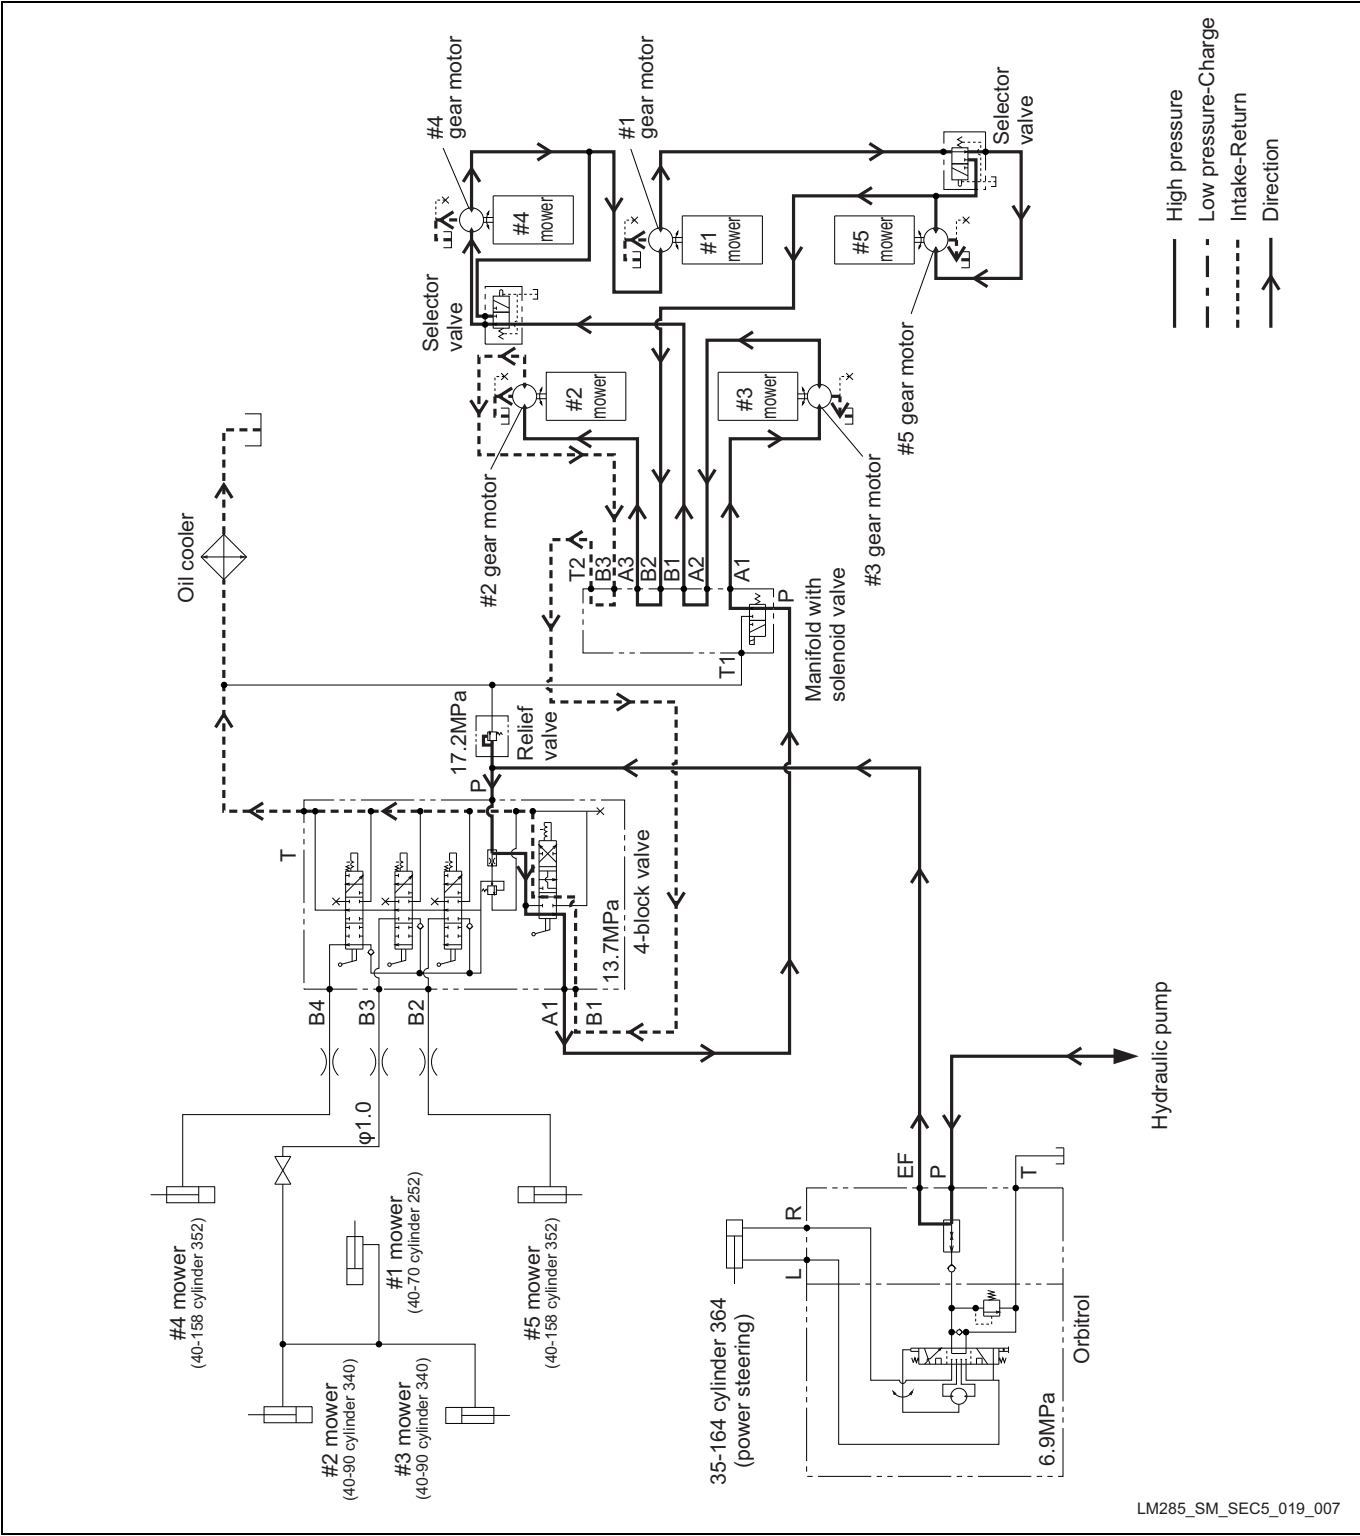 High pressure
Low pressure-Charge
Intake-Return
Direction
#4
gear motor
#1
gear motor
Selector
valve
#4
mower
#1
mower
#5
mower
Selector
valve
#5 gear motor
#2
mower
#3
mower
#2 gear motor
#3 gear motor
Oil cooler
T2
B3
A3
B2
B1
A2
A1
P
T1
Manifold with
solenoid valve
17.2MPa
Relief
valve
P
T
13.7MPa
4-block valve
B4
B3
B2
A1
B1
φ1.0
Hydraulic pump
#4 mower
(40-158 cylinder 352)
#1 mower
(40-70 cylinder 252)
#5 mower
(40-158 cylinder 352)
#2 mower
(40-90 cylinder 340)
#3 mower
(40-90 cylinder 340)
EF
P
T
R
L
35-164 cylinder 364
(power steering)
Orbitrol
6.9MPa
LM285_SM_SEC5_019_007